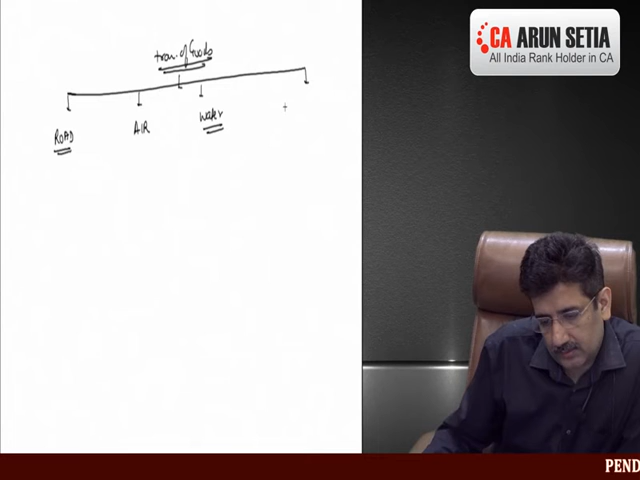 CA ARUN SETIA
All India Rank Holder in CA
tran. of Goods
ROAD
AIR
Water
PEND